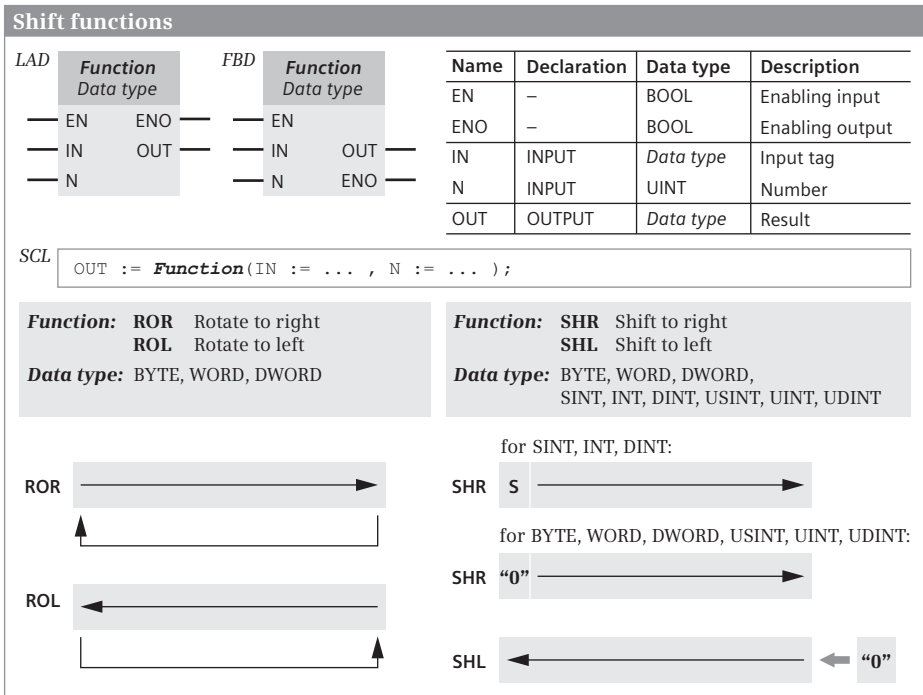 Shift functions
LAD
Function
Data type
EN ENO
IN OUT
N
FBD
Function
Data type
EN
IN OUT
N ENO
Name Declaration Data type Description
EN – BOOL Enabling input
ENO – BOOL Enabling output
IN INPUT Data type Input tag
N INPUT UINT Number
OUT OUTPUT Data type Result
SCL
OUT := Function(IN := ... , N := ... );
Function: ROR Rotate to right
ROL Rotate to left
Data type: BYTE, WORD, DWORD
Function: SHR Shift to right
SHL Shift to left
Data type: BYTE, WORD, DWORD,
SINT, INT, DINT, USINT, UINT, UDINT
ROR
ROL
for SINT, INT, DINT:
SHR S
for BYTE, WORD, DWORD, USINT, UINT, UDINT:
SHR “0”
SHL “0”